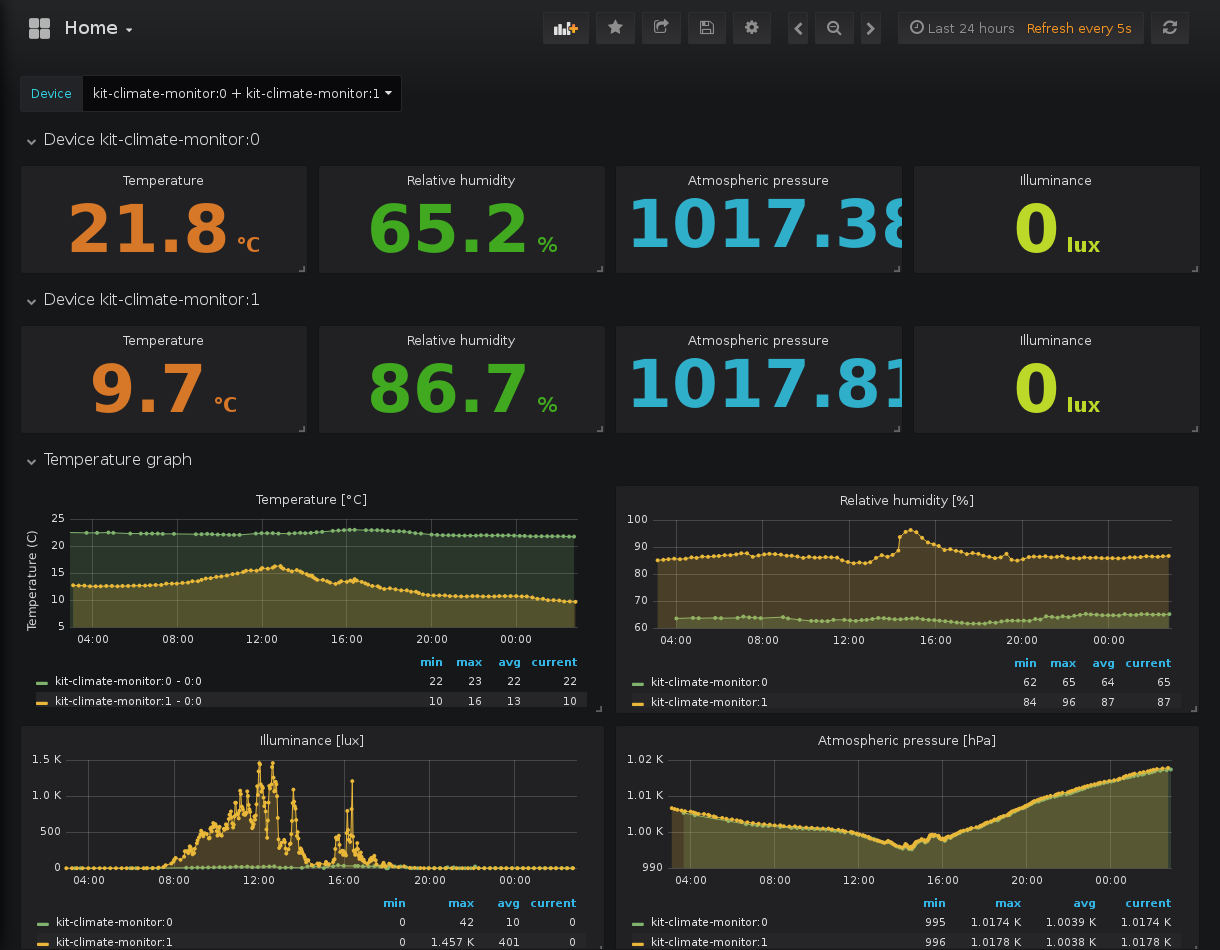 Home
Last 24 hours Refresh every 5s
Device kit-climate-monitor:0 + kit-climate-monitor:1
Device kit-climate-monitor:0
Temperature Relative humidity Atmospheric pressure Illuminance
21.8 °C 65.2 % 1017.38 0 lux
Device kit-climate-monitor:1
Temperature Relative humidity Atmospheric pressure Illuminance
9.7 °C 86.7 % 1017.81 0 lux
Temperature graph
Temperature [°C]
Temperature (C)
25
20
15
10
5
04:00 08:00 12:00 16:00 20:00 00:00
min max avg current
kit-climate-monitor:0 - 0:0 22 23 22 22
kit-climate-monitor:1 - 0:0 10 16 13 10
Relative humidity [%]
100
90
80
70
60
04:00 08:00 12:00 16:00 20:00 00:00
min max avg current
kit-climate-monitor:0 62 65 64 65
kit-climate-monitor:1 84 96 87 87
Illuminance [lux]
1.5 K
1.0 K
500
0
04:00 08:00 12:00 16:00 20:00 00:00
min max avg current
kit-climate-monitor:0 0 42 10 0
kit-climate-monitor:1 0 1.457 K 401 0
Atmospheric pressure [hPa]
1.02 K
1.01 K
1.00 K
990
04:00 08:00 12:00 16:00 20:00 00:00
min max avg current
kit-climate-monitor:0 995 1.0174 K 1.0039 K 1.0174 K
kit-climate-monitor:1 996 1.0178 K 1.0038 K 1.0178 K